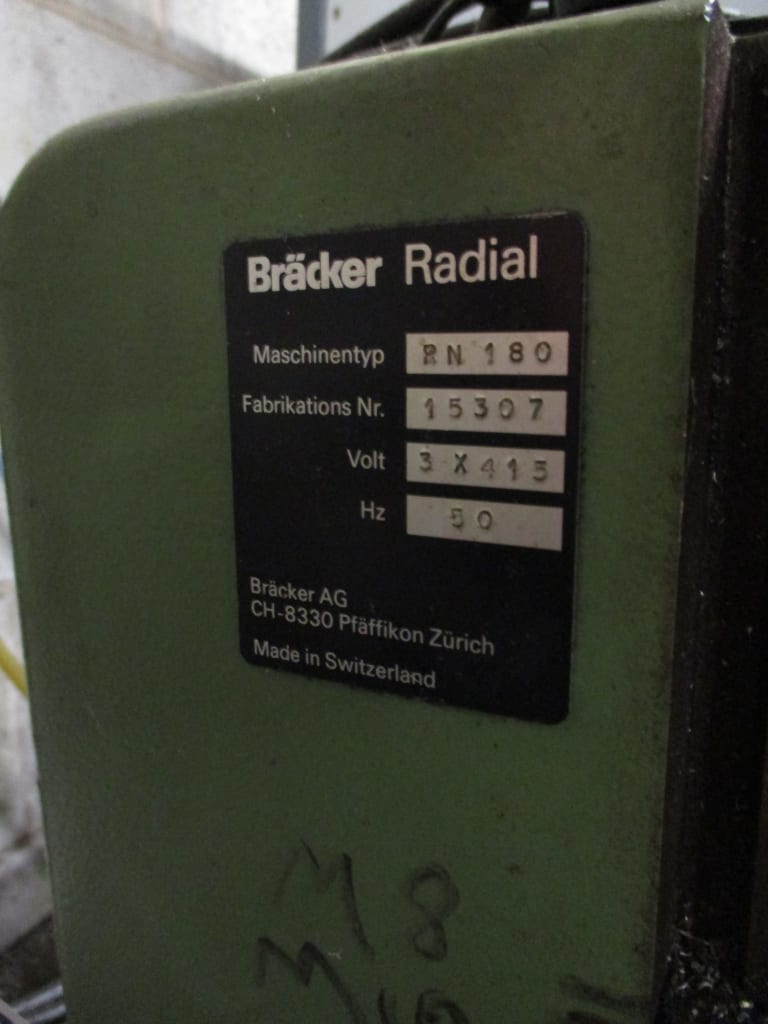 Bräcker Radial
Maschinentyp RN 180
Fabrikations Nr. 15307
Volt 3 X 415
Hz 50
Bräcker AG
CH-8330 Pfäffikon Zürich
Made in Switzerland
M 8